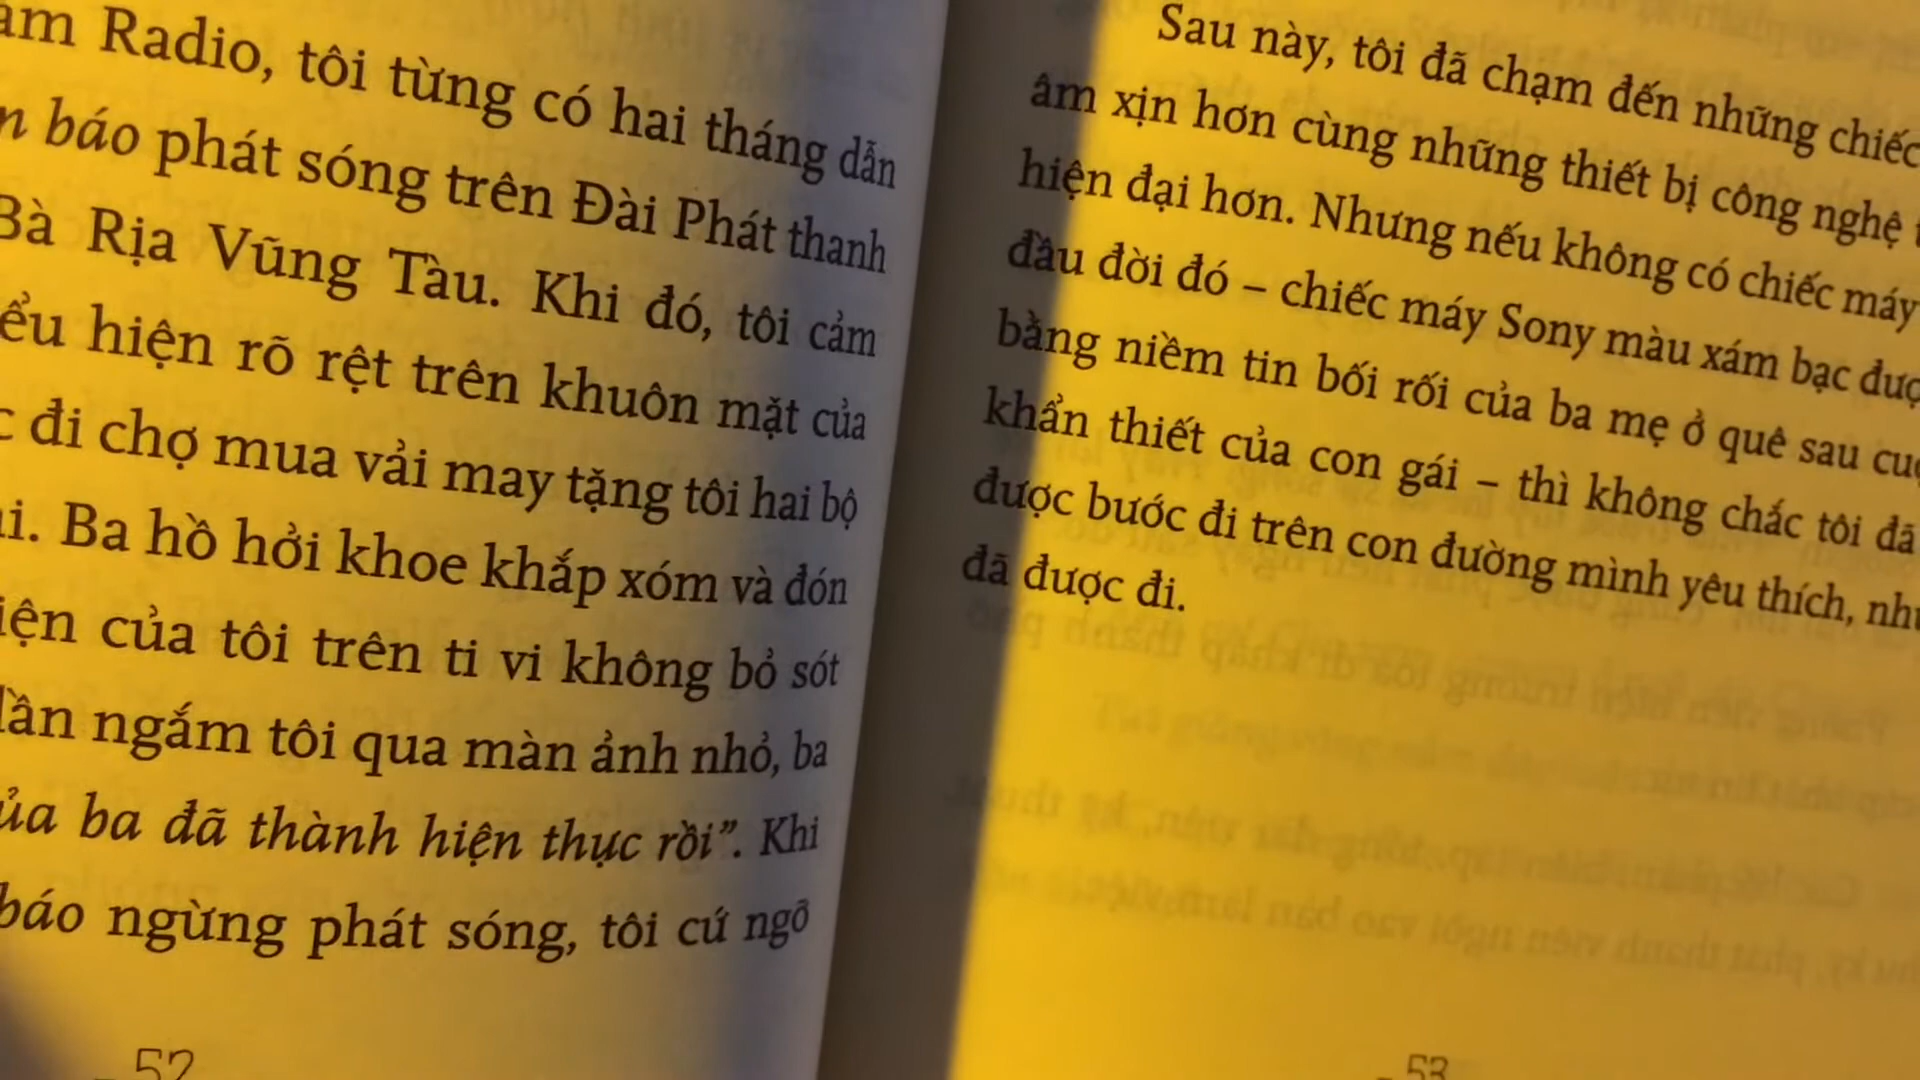 Radio, tôi từng có hai tháng dẫn
báo phát sóng trên Đài Phát thanh
Bà Rịa Vũng Tàu. Khi đó, tôi cảm
hiện rõ rệt trên khuôn mặt của
đi chợ mua vải may tặng tôi hai bộ
Ba hồ hởi khoe khắp xóm và đón
của tôi trên ti vi không bỏ sót
lần ngắm tôi qua màn ảnh nhỏ, ba
của ba đã thành hiện thực rồi”. Khi
báo ngừng phát sóng, tôi cứ ngỡ
52
Sau này, tôi đã chạm đến những chiếc
âm xịn hơn cùng những thiết bị công nghệ
hiện đại hơn. Nhưng nếu không có chiếc máy
đầu đời đó – chiếc máy Sony màu xám bạc được
bằng niềm tin bối rối của ba mẹ ở quê sau
khẩn thiết của con gái – thì không chắc tôi đã
được bước đi trên con đường mình yêu thích,
đã được đi.
53